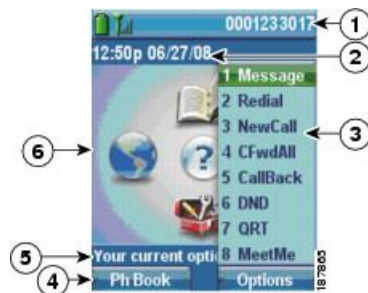 0001233017 1
12:50p 06/27/08 2
1 Message
2 Redial
3 NewCall 3
4 CFwdAll
6 5 CallBack
6 DND
7 QRT
5 Your current opti 8 MeetMe
4 Ph Book Options
187865